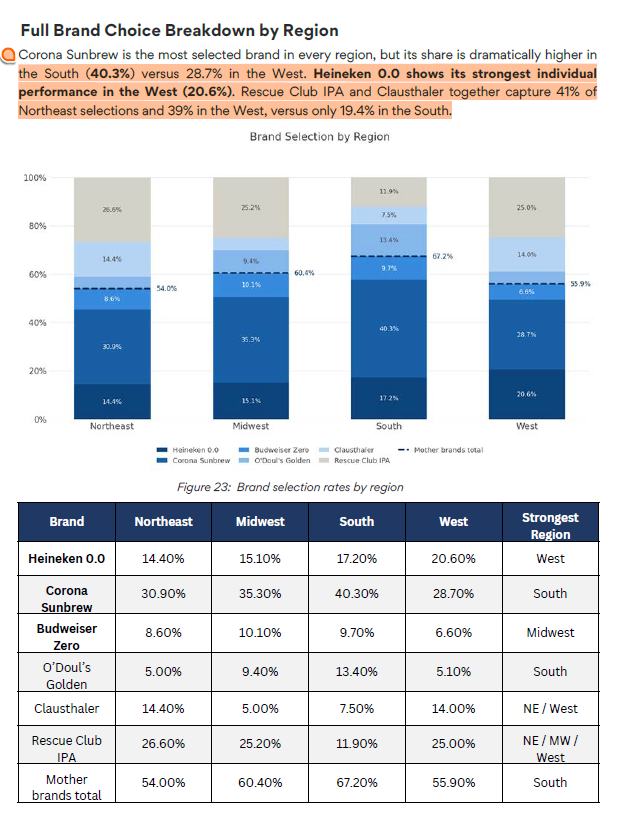 Full Brand Choice Breakdown by Region
Corona Sunbrew is the most selected brand in every region, but its share is dramatically higher in
the South (40.3%) versus 28.7% in the West. Heineken 0.0 shows its strongest individual
performance in the West (20.6%). Rescue Club IPA and Clausthaler together capture 41% of
Northeast selections and 39% in the West, versus only 19.4% in the South.
Brand Selection by Region
100%
80%
60%
40%
20%
0%
26.6%
14.4%
54.0%
8.6%
30.9%
14.4%
25.2%
9.4%
60.4%
10.1%
35.3%
15.1%
11.9%
7.5%
13.4%
67.2%
9.7%
40.3%
17.2%
25.0%
14.0%
55.9%
6.6%
28.7%
20.6%
Northeast Midwest South West
Heineken 0.0 Budweiser Zero Clausthaler Mother brands total
Corona Sunbrew O'Doul's Golden Rescue Club IPA
Figure 23: Brand selection rates by region
Brand Northeast Midwest South West Strongest
Region
Heineken 0.0 14.40% 15.10% 17.20% 20.60% West
Corona
Sunbrew 30.90% 35.30% 40.30% 28.70% South
Budweiser
Zero 8.60% 10.10% 9.70% 6.60% Midwest
O'Doul's
Golden 5.00% 9.40% 13.40% 5.10% South
Clausthaler 14.40% 5.00% 7.50% 14.00% NE / West
Rescue Club
IPA 26.60% 25.20% 11.90% 25.00% NE / MW /
West
Mother
brands total 54.00% 60.40% 67.20% 55.90% South